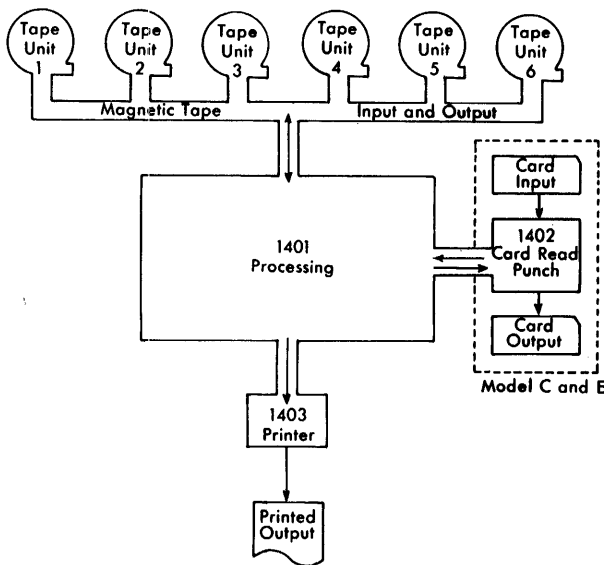 Tape
Unit
1
Tape
Unit
2
Tape
Unit
3
Tape
Unit
4
Tape
Unit
5
Tape
Unit
6
Magnetic Tape
Input and Output
Card
Input
1401
Processing
1402
Card Read
Punch
Card
Output
Model C and E
1403
Printer
Printed
Output